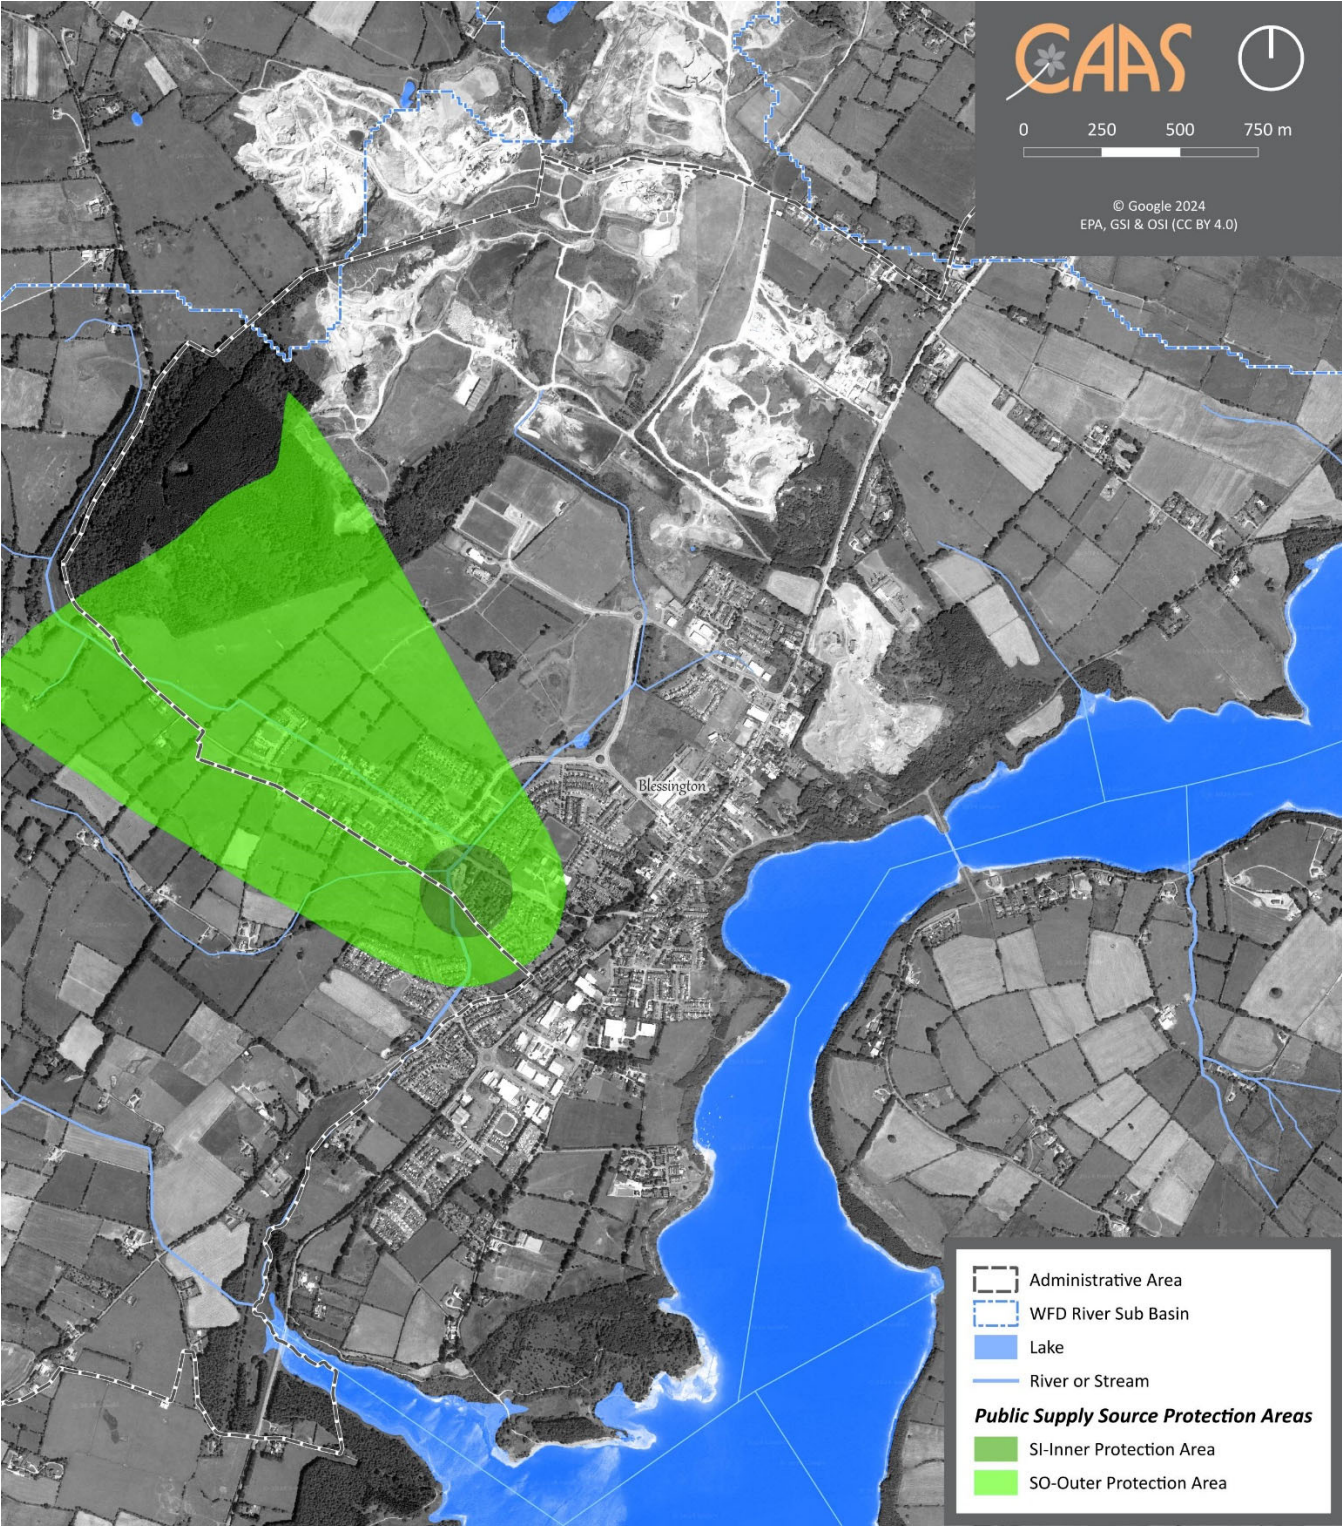 CAAS
0 250 500 750 m
© Google 2024
EPA, GSI & OSI (CC BY 4.0)
Blessington
Administrative Area
WFD River Sub Basin
Lake
River or Stream
Public Supply Source Protection Areas
SI-Inner Protection Area
SO-Outer Protection Area